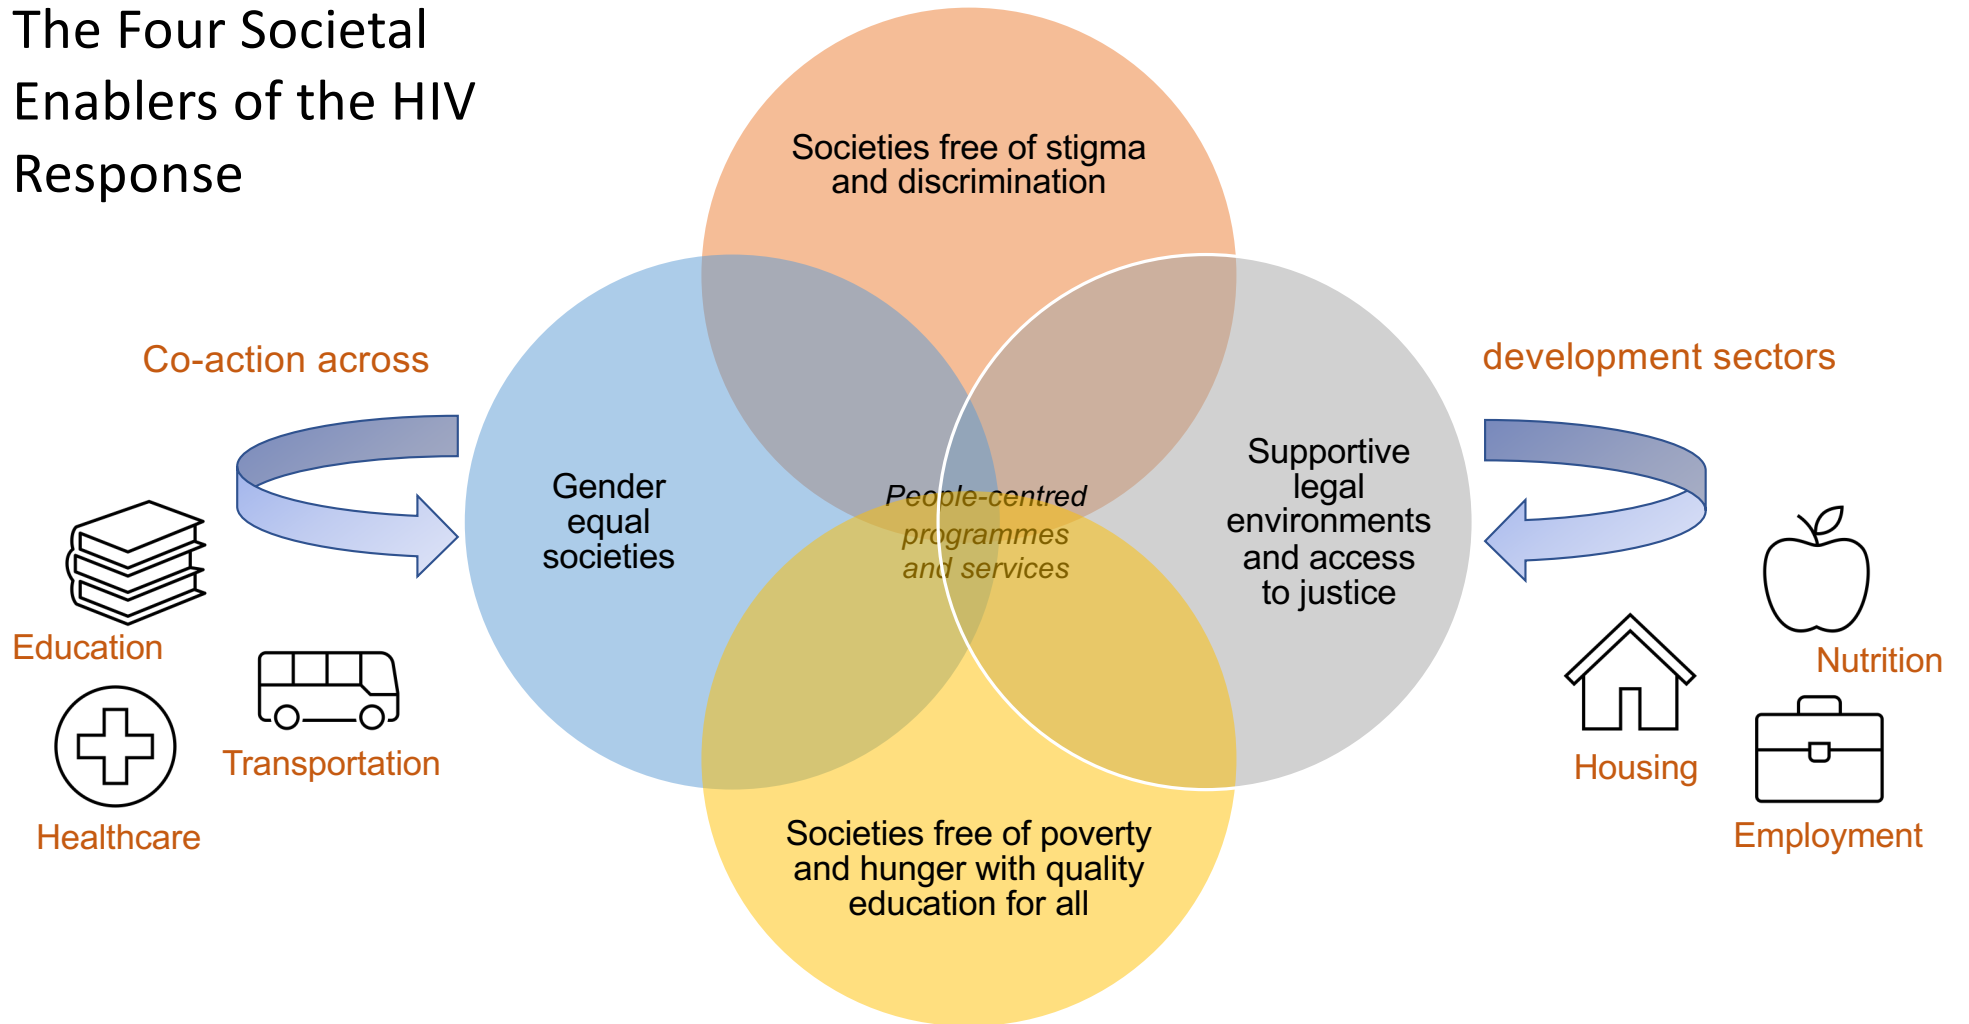 The Four Societal
Enablers of the HIV
Response
Societies free of stigma
and discrimination
Co-action across
development sectors
Gender
equal
societies
People-centred
programmes
and services
Supportive
legal
environments
and access
to justice
Education
Transportation
Healthcare
Nutrition
Housing
Employment
Societies free of poverty
and hunger with quality
education for all